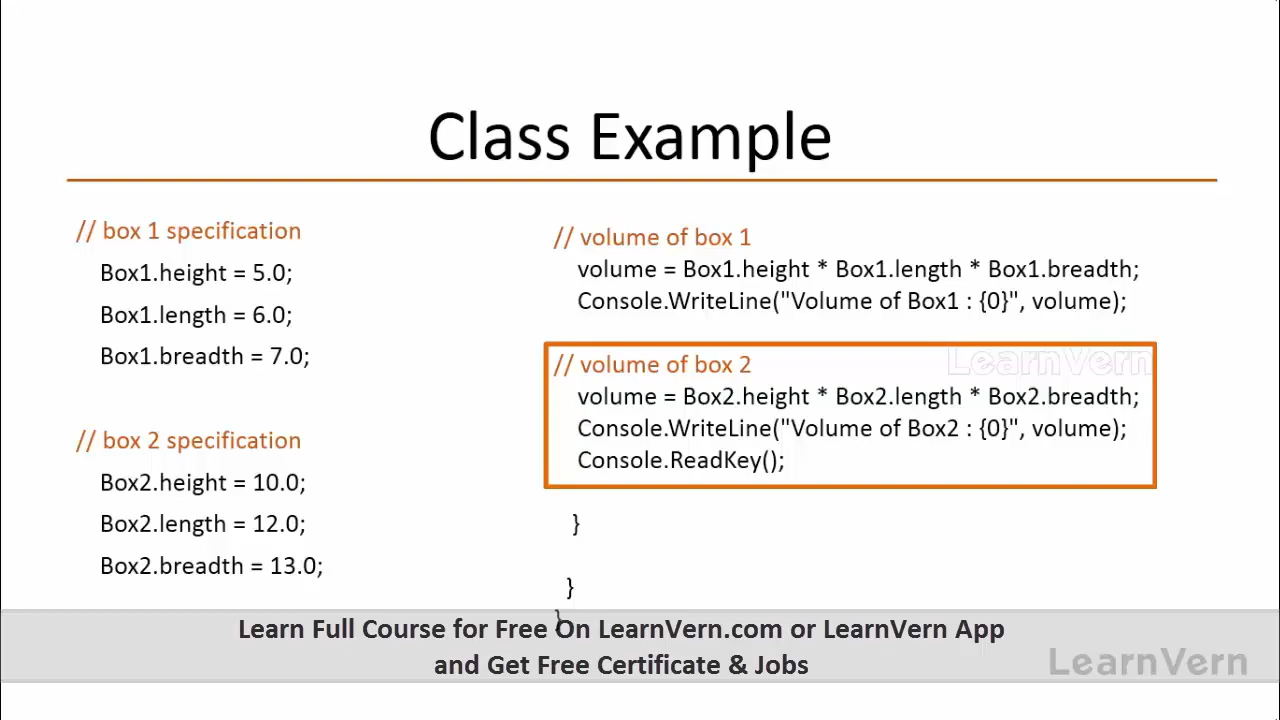 Class Example
// box 1 specification
Box1.height = 5.0;
Box1.length = 6.0;
Box1.breadth = 7.0;
// box 2 specification
Box2.height = 10.0;
Box2.length = 12.0;
Box2.breadth = 13.0;
// volume of box 1
volume = Box1.height * Box1.length * Box1.breadth;
Console.WriteLine("Volume of Box1 : {0}", volume);
LearnVern
// volume of box 2
volume = Box2.height * Box2.length * Box2.breadth;
Console.WriteLine("Volume of Box2 : {0}", volume);
Console.ReadKey();
}
}
}
Learn Full Course for Free On LearnVern.com or LearnVern App
and Get Free Certificate & Jobs
LearnVern